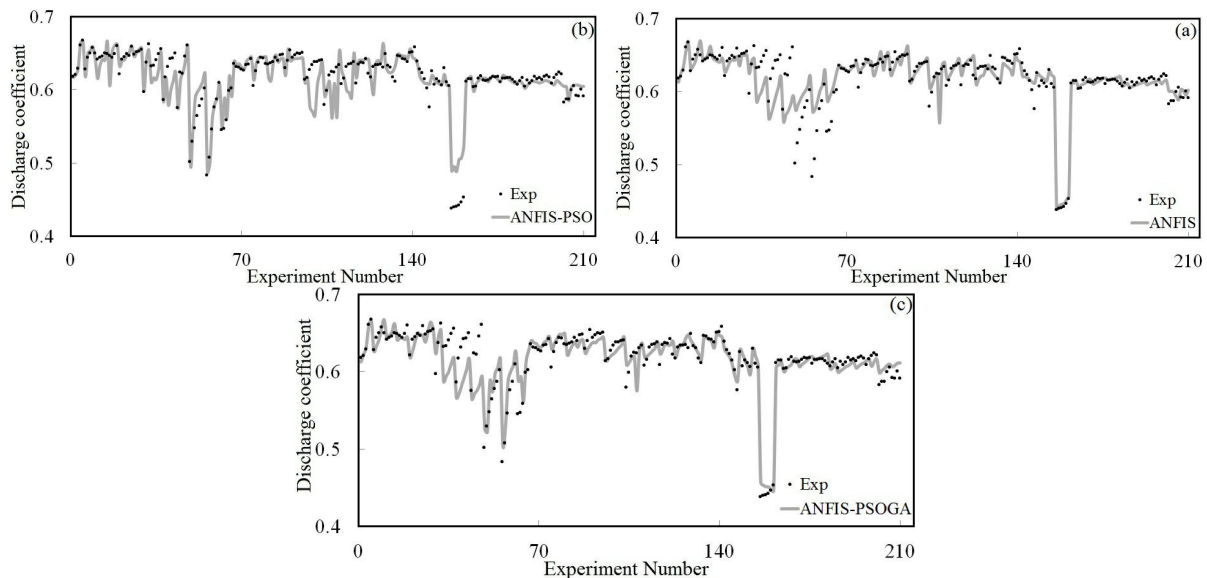 0.7
(b)
0.6
0.5
0.4
Discharge coefficient
Exp
ANFIS-PSO
0
70
140
210
Experiment Number
0.7
(a)
0.6
0.5
0.4
Discharge coefficient
Exp
ANFIS
0
70
140
210
Experiment Number
0.7
(c)
0.6
0.5
0.4
Discharge coefficient
Exp
ANFIS-PSOGA
0
70
140
210
Experiment Number